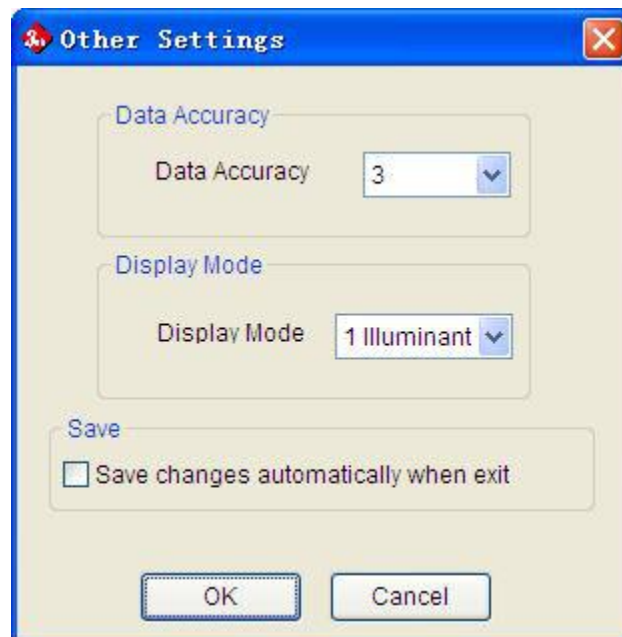 Other Settings
Data Accuracy
Data Accuracy 3
Display Mode
Display Mode 1 Illuminant
Save
Save changes automatically when exit
OK Cancel